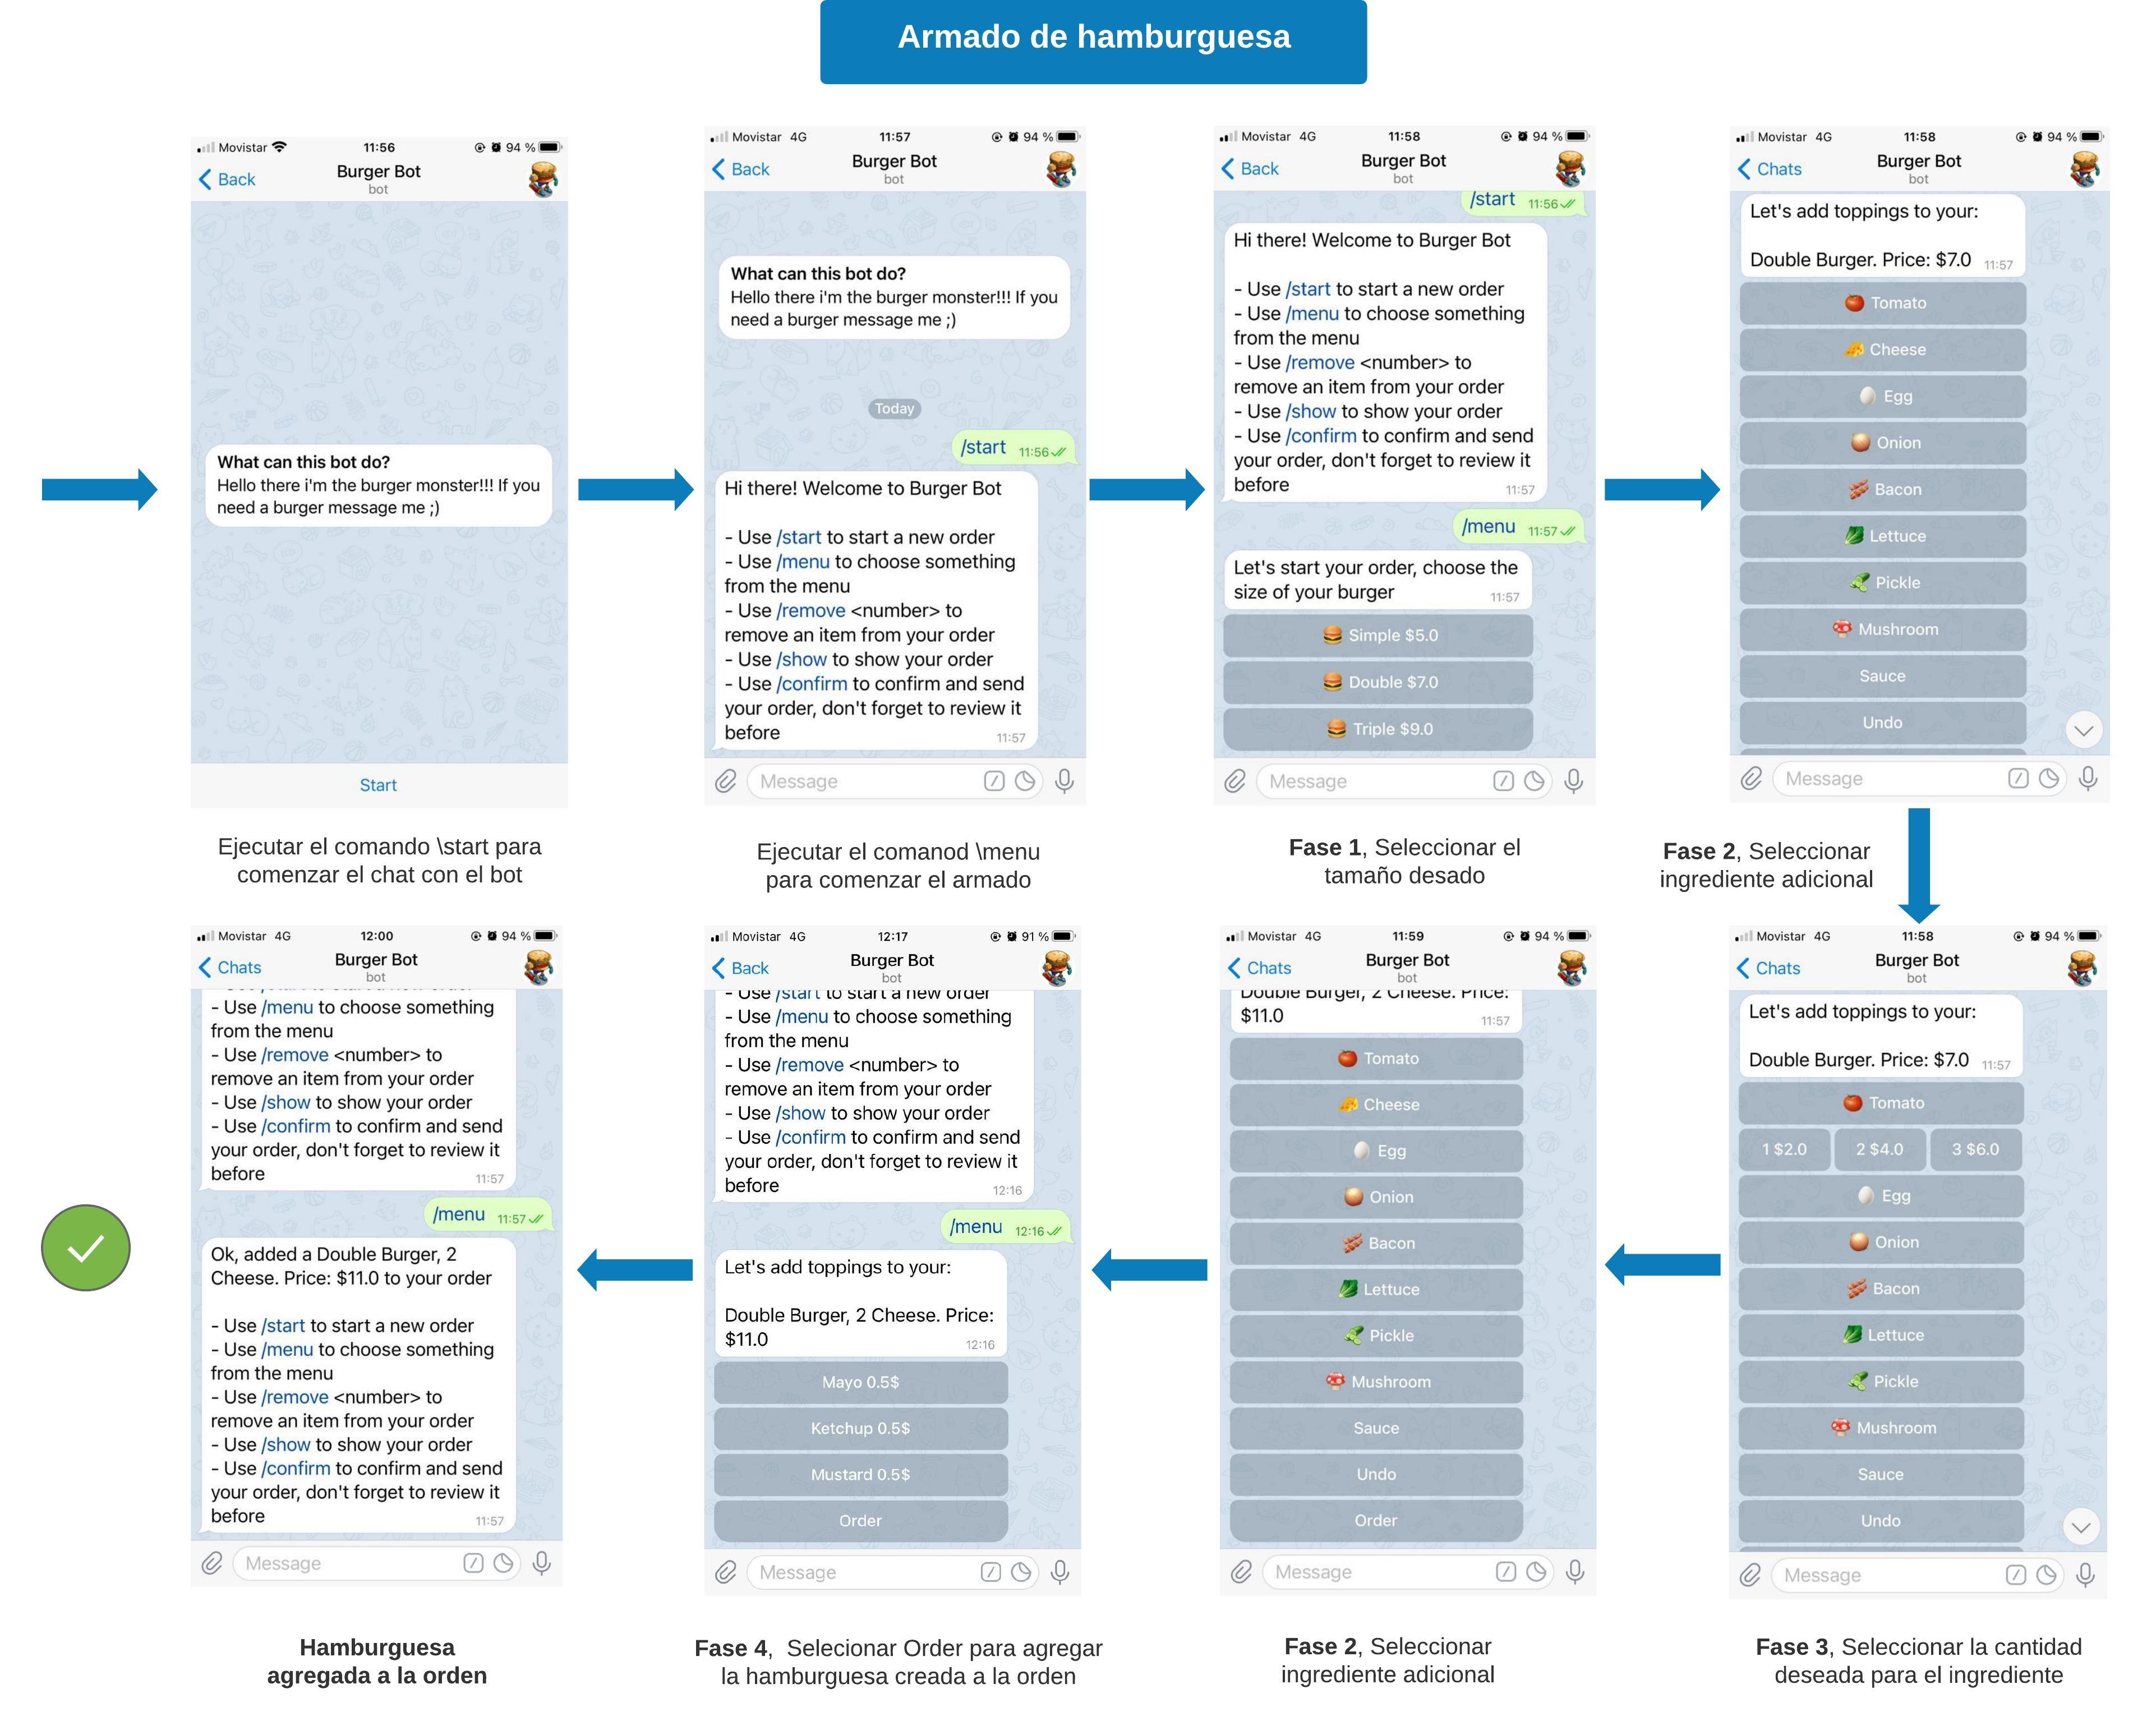 Armado de hamburguesa
Movistar 11:56 94 %
Back
Burger Bot
bot
What can this bot do?
Hello there i'm the burger monster!!! If you
need a burger message me ;)
Start
Ejecutar el comando \start para
comenzar el chat con el bot
Movistar 4G 11:57 94 %
Back
Burger Bot
bot
What can this bot do?
Hello there i'm the burger monster!!! If you
need a burger message me ;)
Today
/start 11:56
Hi there! Welcome to Burger Bot
- Use /start to start a new order
- Use /menu to choose something
from the menu
- Use /remove <number> to
remove an item from your order
- Use /show to show your order
- Use /confirm to confirm and send
your order, don't forget to review it
before 11:57
Message
Ejecutar el comanod \menu
para comenzar el armado
Movistar 4G 11:58 94 %
Back
Burger Bot
bot
/start 11:56
Hi there! Welcome to Burger Bot
- Use /start to start a new order
- Use /menu to choose something
from the menu
- Use /remove <number> to
remove an item from your order
- Use /show to show your order
- Use /confirm to confirm and send
your order, don't forget to review it
before 11:57
/menu 11:57
Let's start your order, choose the
size of your burger 11:57
Simple $5.0
Double $7.0
Triple $9.0
Message
Fase 1, Seleccionar el
tamaño desado
Movistar 4G 11:58 94 %
Chats
Burger Bot
bot
Let's add toppings to your:
Double Burger. Price: $7.0 11:57
Tomato
Cheese
Egg
Onion
Bacon
Lettuce
Pickle
Mushroom
Sauce
Undo
Message
Fase 2, Seleccionar
ingrediente adicional
Movistar 4G 12:00 94 %
Chats
Burger Bot
bot
- Use /menu to choose something
from the menu
- Use /remove <number> to
remove an item from your order
- Use /show to show your order
- Use /confirm to confirm and send
your order, don't forget to review it
before 11:57
/menu 11:57
Ok, added a Double Burger, 2
Cheese. Price: $11.0 to your order
- Use /start to start a new order
- Use /menu to choose something
from the menu
- Use /remove <number> to
remove an item from your order
- Use /show to show your order
- Use /confirm to confirm and send
your order, don't forget to review it
before 11:57
Message
Hamburguesa
agregada a la orden
Movistar 4G 12:17 91 %
Back
Burger Bot
bot
- Use /start to start a new order
- Use /menu to choose something
from the menu
- Use /remove <number> to
remove an item from your order
- Use /show to show your order
- Use /confirm to confirm and send
your order, don't forget to review it
before 12:16
/menu 12:16
Let's add toppings to your:
Double Burger, 2 Cheese. Price:
$11.0 12:16
Mayo 0.5$
Ketchup 0.5$
Mustard 0.5$
Order
Message
Fase 4, Selecionar Order para agregar
la hamburguesa creada a la orden
Movistar 4G 11:59 94 %
Chats
Burger Bot
bot
Double Burger, 2 Cheese. Price:
$11.0 11:57
Tomato
Cheese
Egg
Onion
Bacon
Lettuce
Pickle
Mushroom
Sauce
Undo
Order
Message
Fase 2, Seleccionar
ingrediente adicional
Movistar 4G 11:58 94 %
Chats
Burger Bot
bot
Let's add toppings to your:
Double Burger. Price: $7.0 11:57
Tomato
1 $2.0 2 $4.0 3 $6.0
Egg
Onion
Bacon
Lettuce
Pickle
Mushroom
Sauce
Undo
Message
Fase 3, Seleccionar la cantidad
deseada para el ingrediente